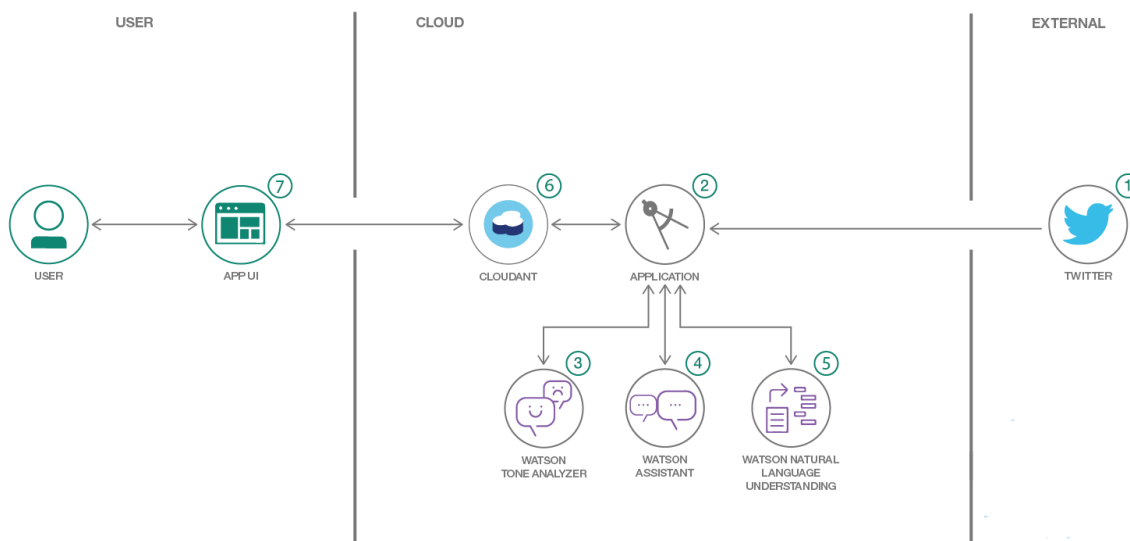 USER
CLOUD
EXTERNAL
7
6
2
1
USER
APP UI
CLOUDANT
APPLICATION
TWITTER
3
4
5
WATSON
TONE ANALYZER
WATSON
ASSISTANT
WATSON NATURAL
LANGUAGE
UNDERSTANDING